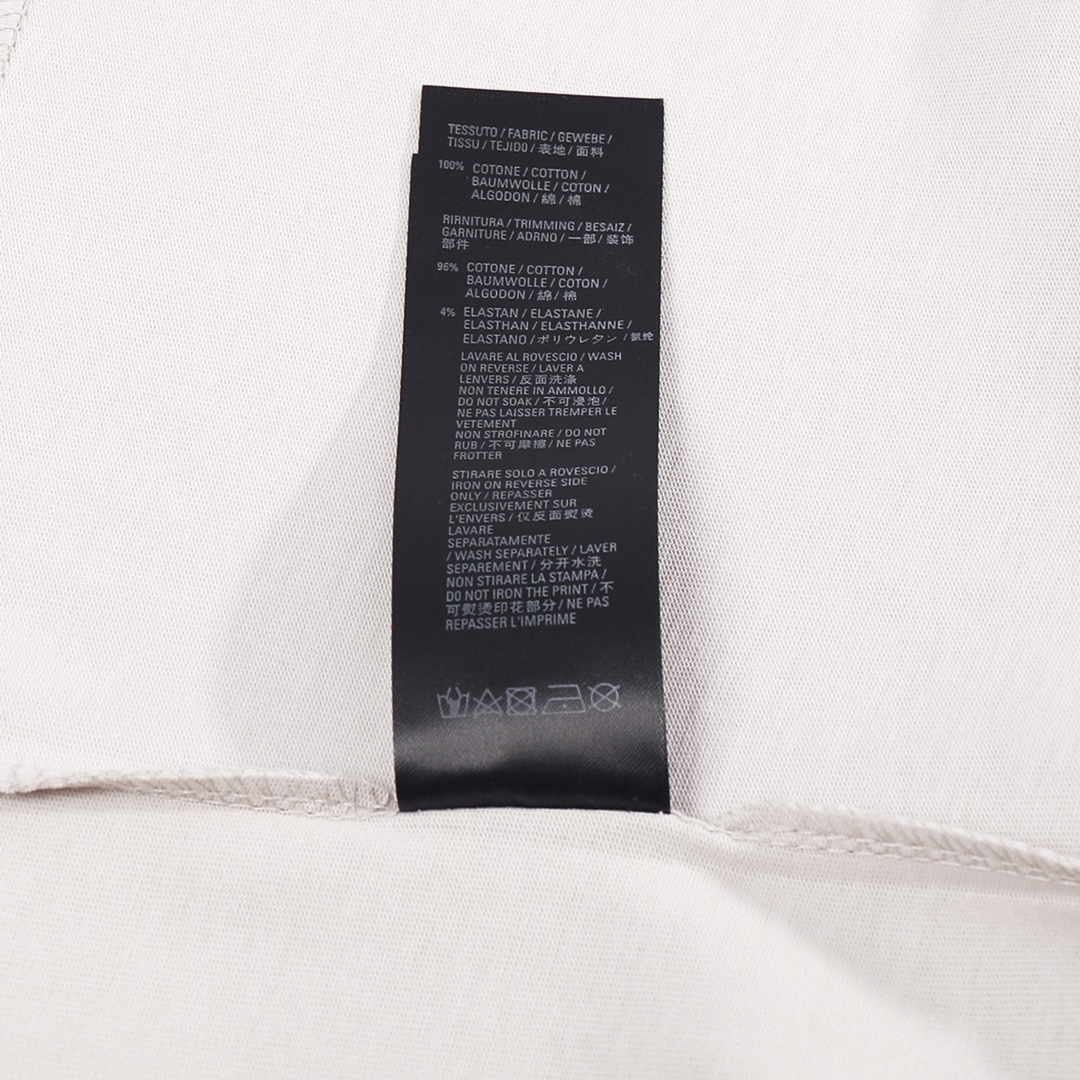 TESSUTO / FABRIC / GEWEBE /
TISSU / TEJIDO / 表地 / 面料
100% COTONE / COTTON /
BAUMWOLLE / COTON /
ALGODON / 綿 / 棉
RIRNITURA / TRIMMING / BESAIZ /
GARNITURE / ADRNO / 一部 / 装饰
部件
96% COTONE / COTTON /
BAUMWOLLE / COTON /
ALGODON / 綿 / 棉
4% ELASTAN / ELASTANE /
ELASTHAN / ELASTHANNE /
ELASTANO / ポリウレタン /
LAVARE AL ROVESCIO / WASH
ON REVERSE / LAVER A
LENVERS / 反面洗涤
NON TENERE IN AMMOLLO /
DO NOT SOAK / 不可浸泡 /
NE PAS LAISSER TREMPER LE
VETEMENT
NON STROFINARE / DO NOT
RUB / 不可摩擦 / NE PAS
FROTTER
STIRARE SOLO A ROVESCIO /
IRON ON REVERSE SIDE
ONLY / REPASSER
EXCLUSIVEMENT SUR
L'ENVERS / 仅反面熨烫
LAVARE
SEPARATAMENTE
/ WASH SEPARATELY / LAVER
SEPAREMENT / 分开水洗
NON STIRARE LA STAMPA /
DO NOT IRON THE PRINT / 不
可熨烫印花部分 / NE PAS
REPASSER L'IMPRIME